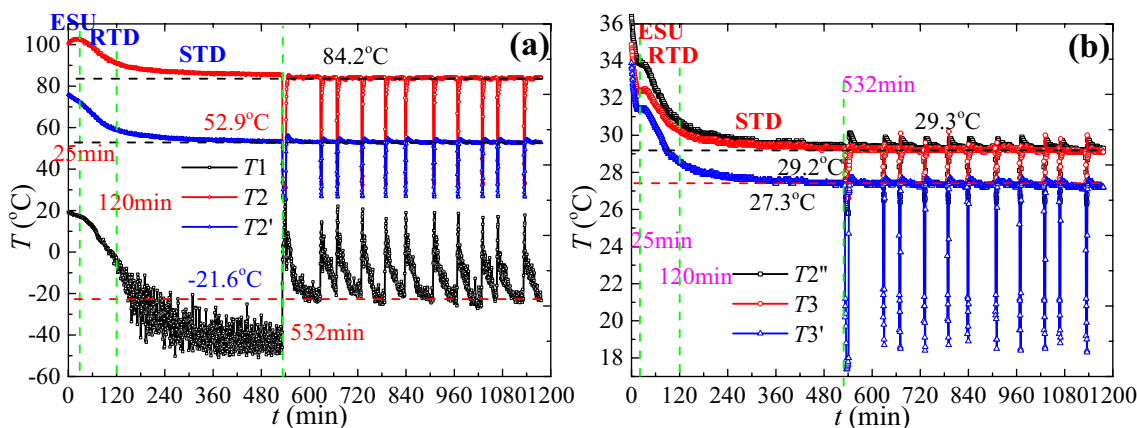 ESU
RTD
STD
(a)
84.2°C
52.9°C
25min
120min
-21.6°C
532min
T1
T2
T2'
T (°C)
100
80
60
40
20
0
-20
-40
-60
0 120 240 360 480 600 720 840 960 1080 1200
t (min)
ESU
RTD
STD
(b)
532min
29.3°C
29.2°C
27.3°C
25min
120min
T2"
T3
T3'
T (°C)
36
34
32
30
28
26
24
22
20
18
0 120 240 360 480 600 720 840 960 1080 1200
t (min)